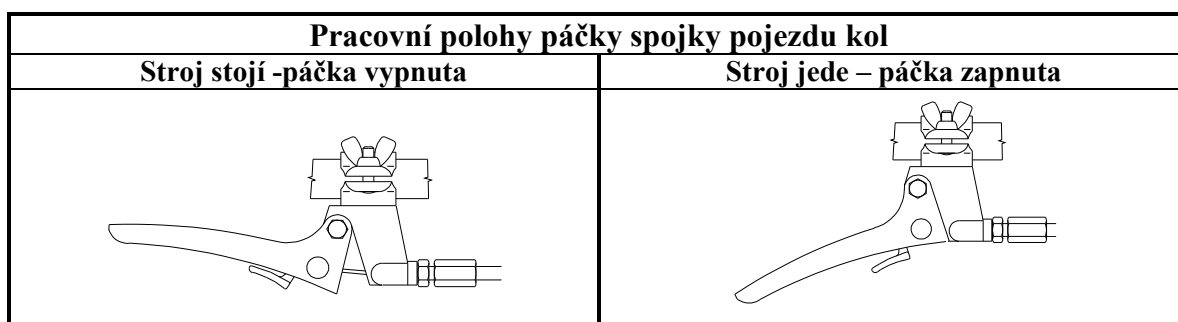 Pracovní polohy páčky spojky pojezdu kol
Stroj stojí -páčka vypnuta
Stroj jede – páčka zapnuta